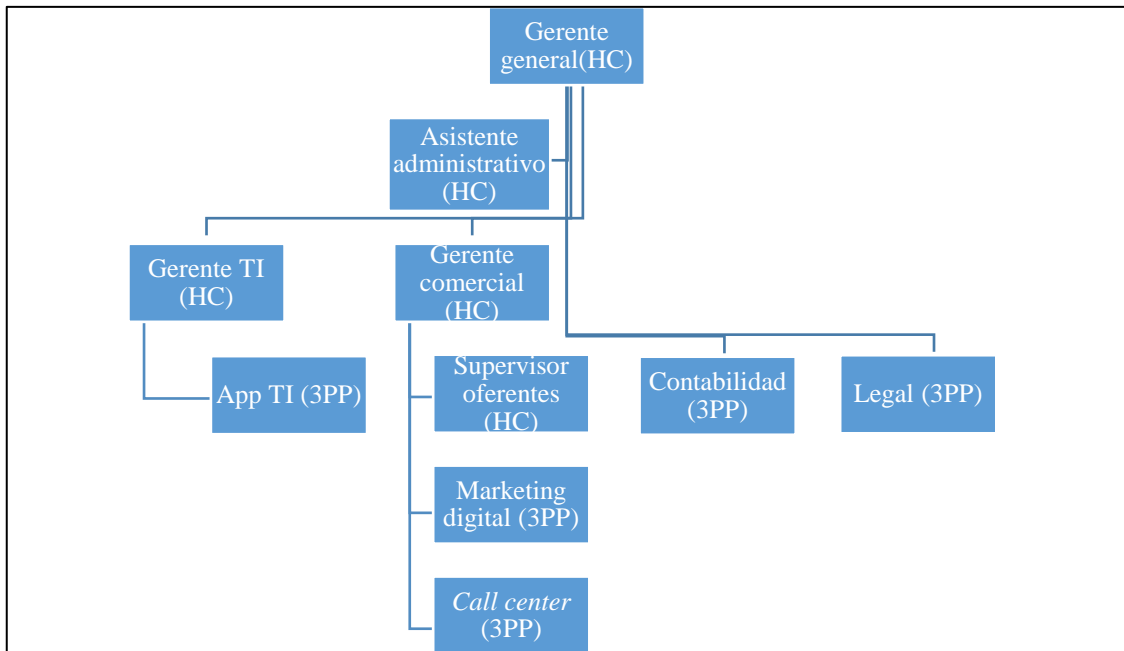 Gerente
general(HC)
Asistente
administrativo
(HC)
Gerente TI
(HC)
Gerente
comercial
(HC)
App TI (3PP)
Supervisor
oferentes
(HC)
Contabilidad
(3PP)
Legal (3PP)
Marketing
digital (3PP)
Call center
(3PP)